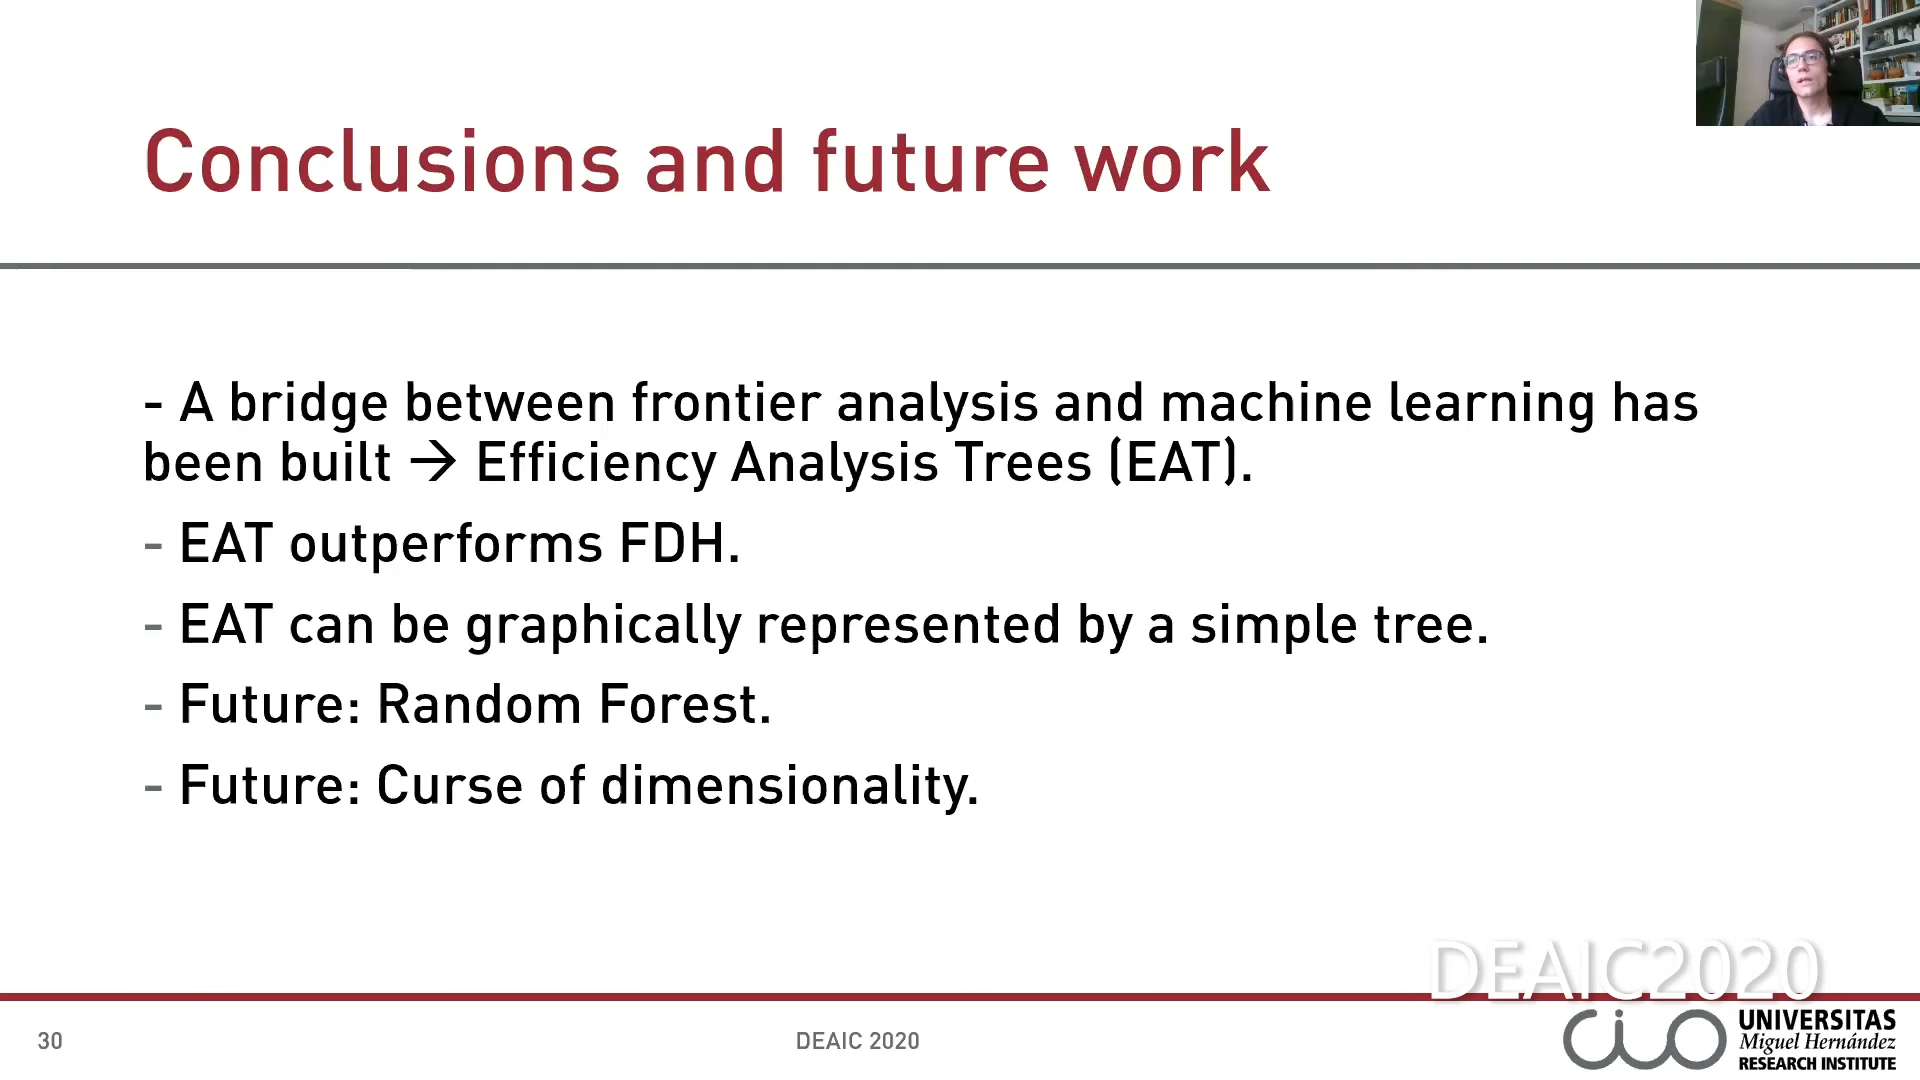 Conclusions and future work
- A bridge between frontier analysis and machine learning has
been built → Efficiency Analysis Trees (EAT).
- EAT outperforms FDH.
- EAT can be graphically represented by a simple tree.
- Future: Random Forest.
- Future: Curse of dimensionality.
DEAIC2020
30
DEAIC 2020
cio
UNIVERSITAS
Miguel Hernández
RESEARCH INSTITUTE